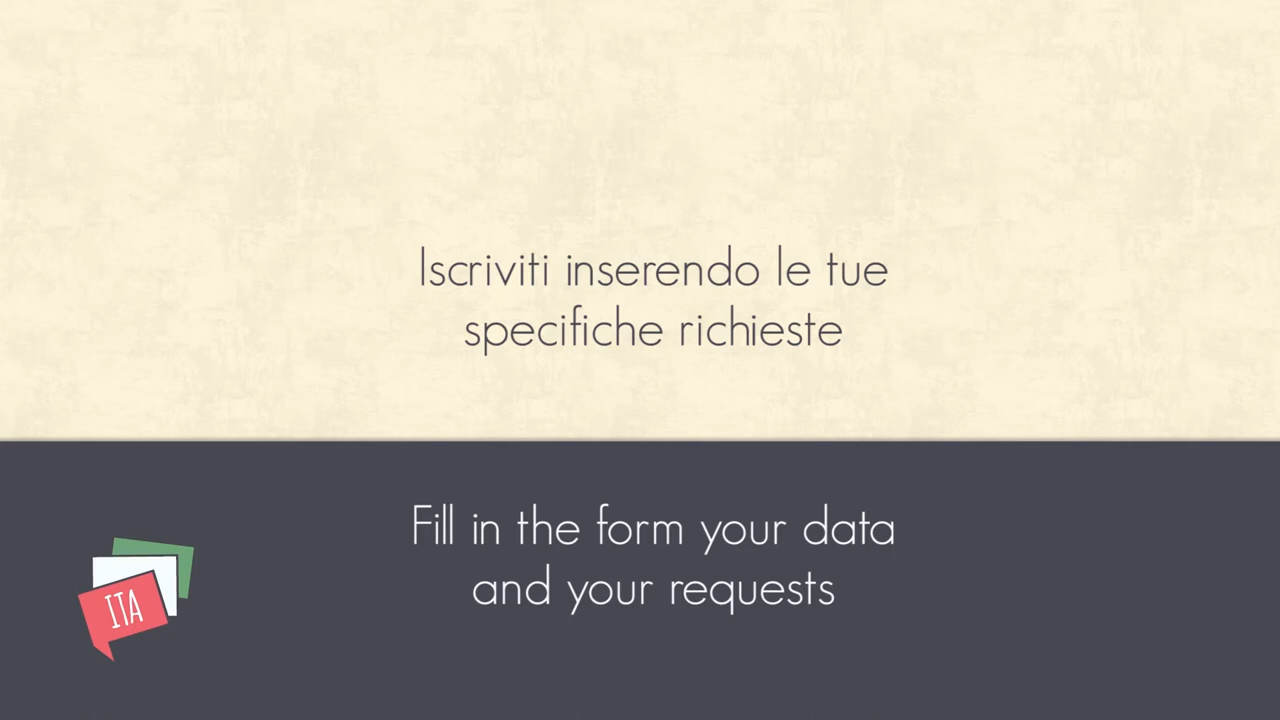 Iscriviti inserendo le tue
specifiche richieste
Fill in the form your data
and your requests
ITA